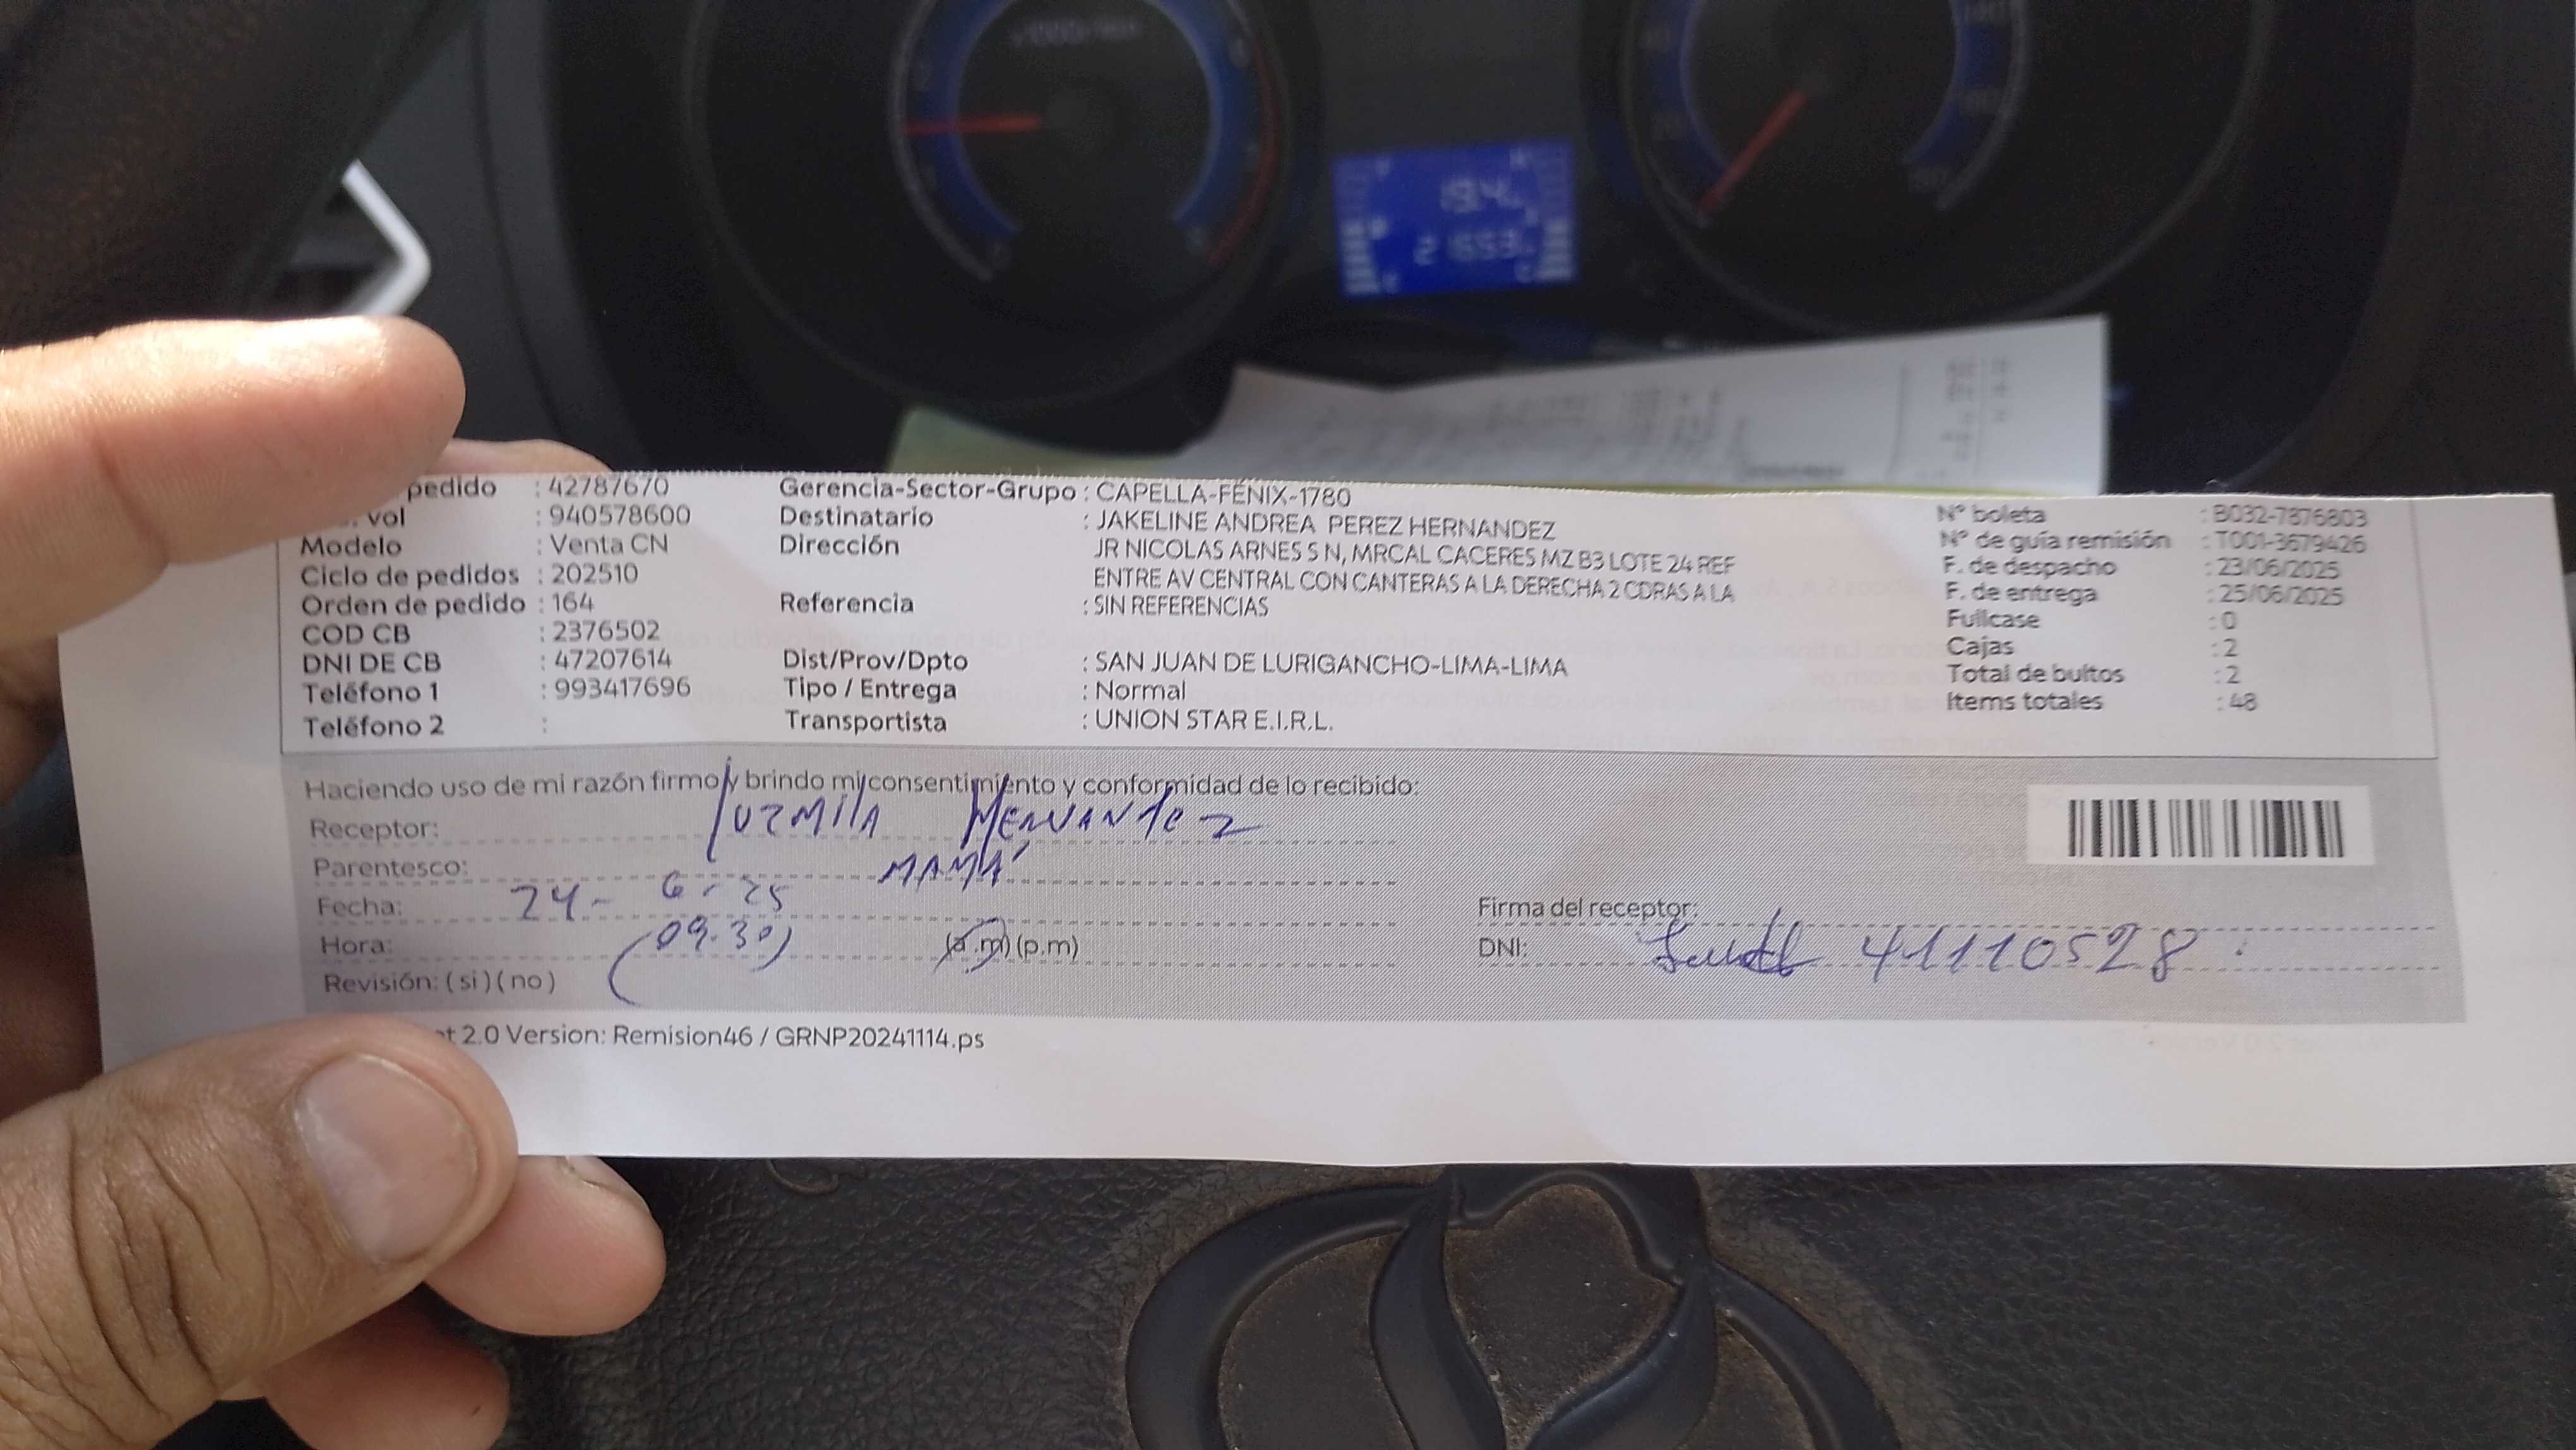 pedido : 42787670 Gerencia-Sector-Grupo : CAPELLA-FÉNIX-1780
vol : 940578600 Destinatario : JAKELINE ANDREA PEREZ HERNANDEZ Nº boleta : B032-7876803
Modelo : Venta CN Dirección JR NICOLAS ARNES S N, MRCAL CACERES MZ B3 LOTE 24 REF Nº de guía remisión : T001-3679426
Ciclo de pedidos : 202510 ENTRE AV CENTRAL CON CANTERAS A LA DERECHA 2 CDRAS A LA F. de despacho : 23/06/2025
Orden de pedido : 164 Referencia : SIN REFERENCIAS F. de entrega : 25/06/2025
COD CB : 2376502 Fullcase : 0
DNI DE CB : 47207614 Dist/Prov/Dpto : SAN JUAN DE LURIGANCHO-LIMA-LIMA Cajas : 2
Teléfono 1 : 993417696 Tipo / Entrega : Normal Total de bultos : 2
Teléfono 2 : Transportista : UNION STAR E.I.R.L. Items totales : 48
Haciendo uso de mi razón firmo y brindo mi consentimiento y conformidad de lo recibido:
Receptor: luzmila Hernandez
Parentesco: MAMÁ
Fecha: 24- 6-25 Firma del receptor:
Hora: (09.30) (a.m)(p.m) DNI: 41110528
Revisión: (si)(no)
2.0 Version: Remision46 / GRNP20241114.ps